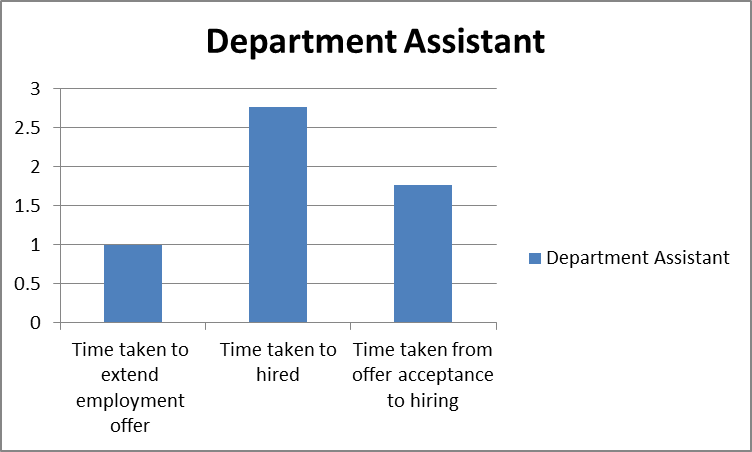 Department Assistant
3
2.5
2
1.5
1
0.5
0
Time taken to
extend
employment
offer
Time taken to
hired
Time taken from
offer acceptance
to hiring
Department Assistant